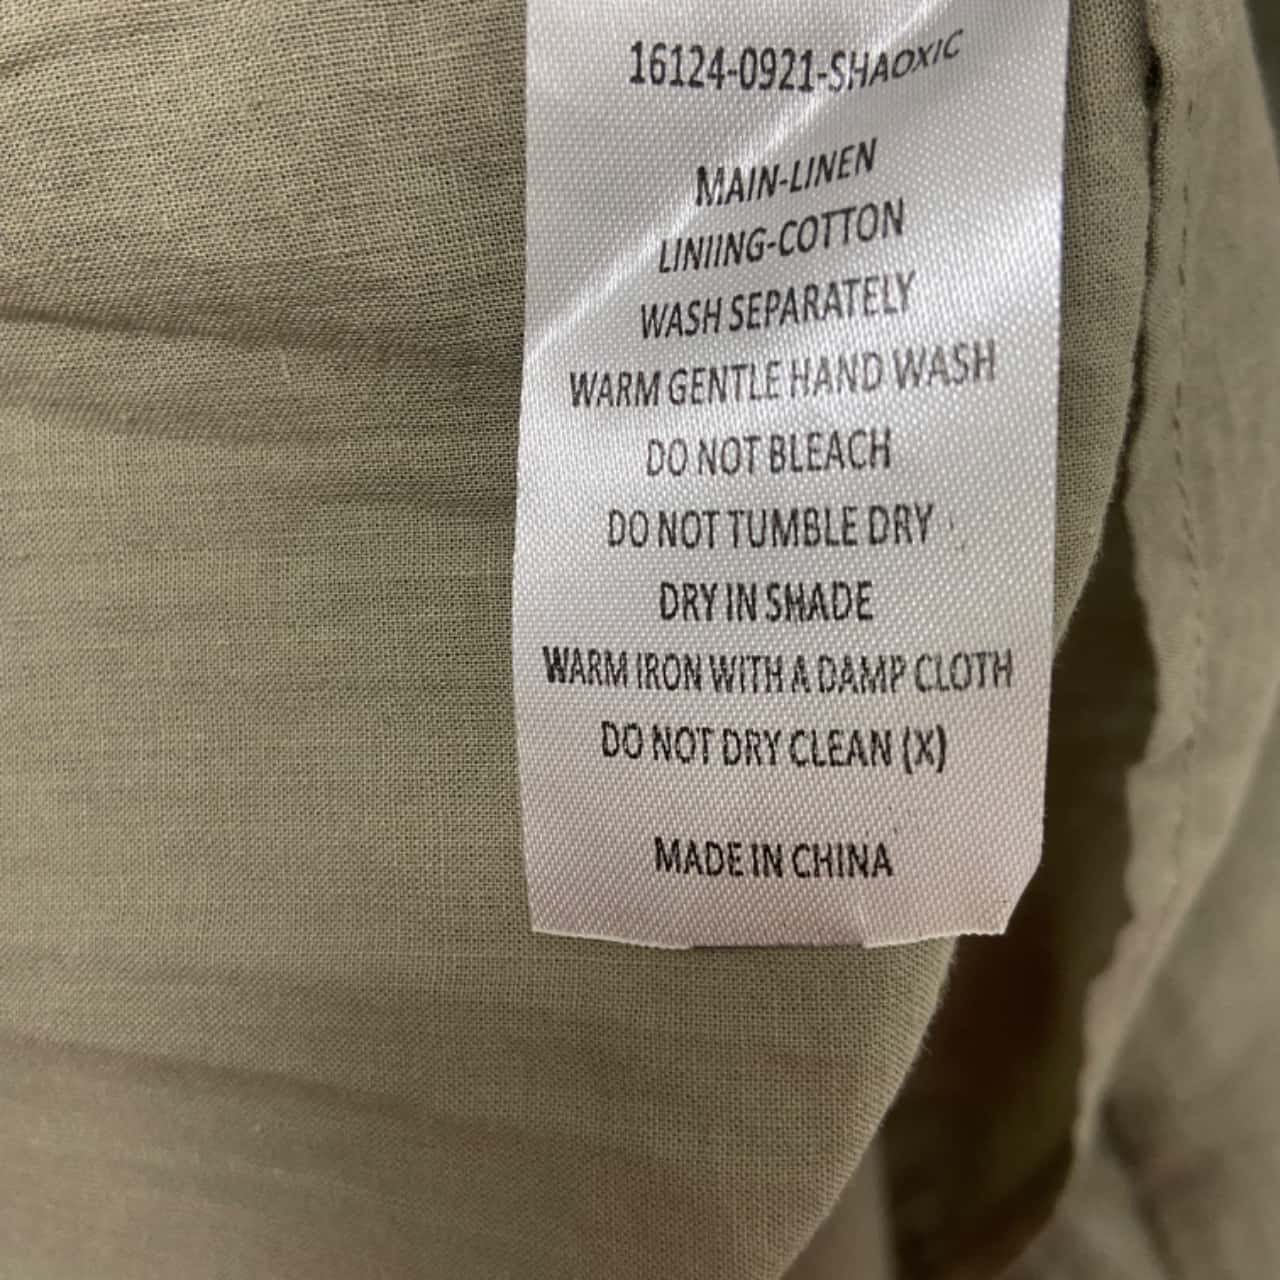 16124-0921-SHAOXIC
MAIN-LINEN
LINIING-COTTON
WASH SEPARATELY
WARM GENTLE HAND WASH
DO NOT BLEACH
DO NOT TUMBLE DRY
DRY IN SHADE
WARM IRON WITH A DAMP CLOTH
DO NOT DRY CLEAN (X)
MADE IN CHINA